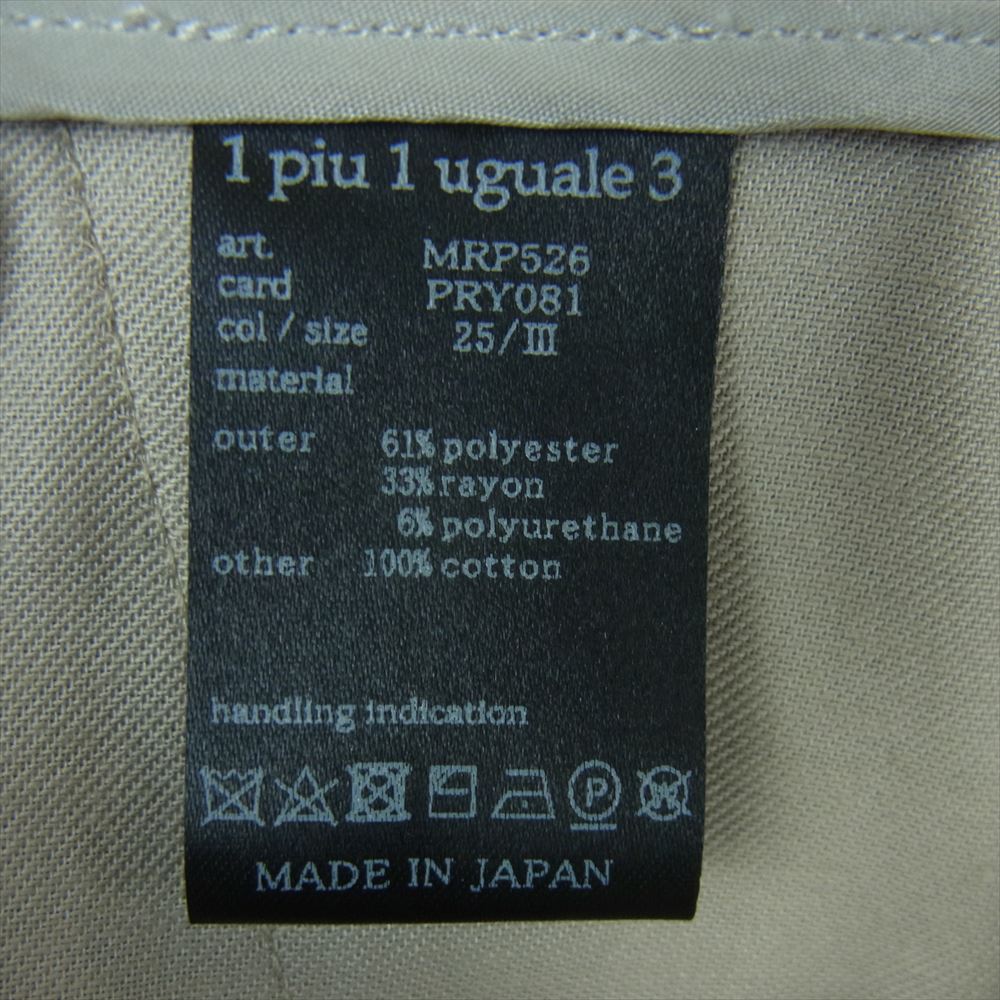 1 piu 1 uguale 3
art. MRP526
card PRY081
col / size 25/III
material
outer 61% polyester
33% rayon
6% polyurethane
other 100% cotton
handling indication
P W
MADE IN JAPAN